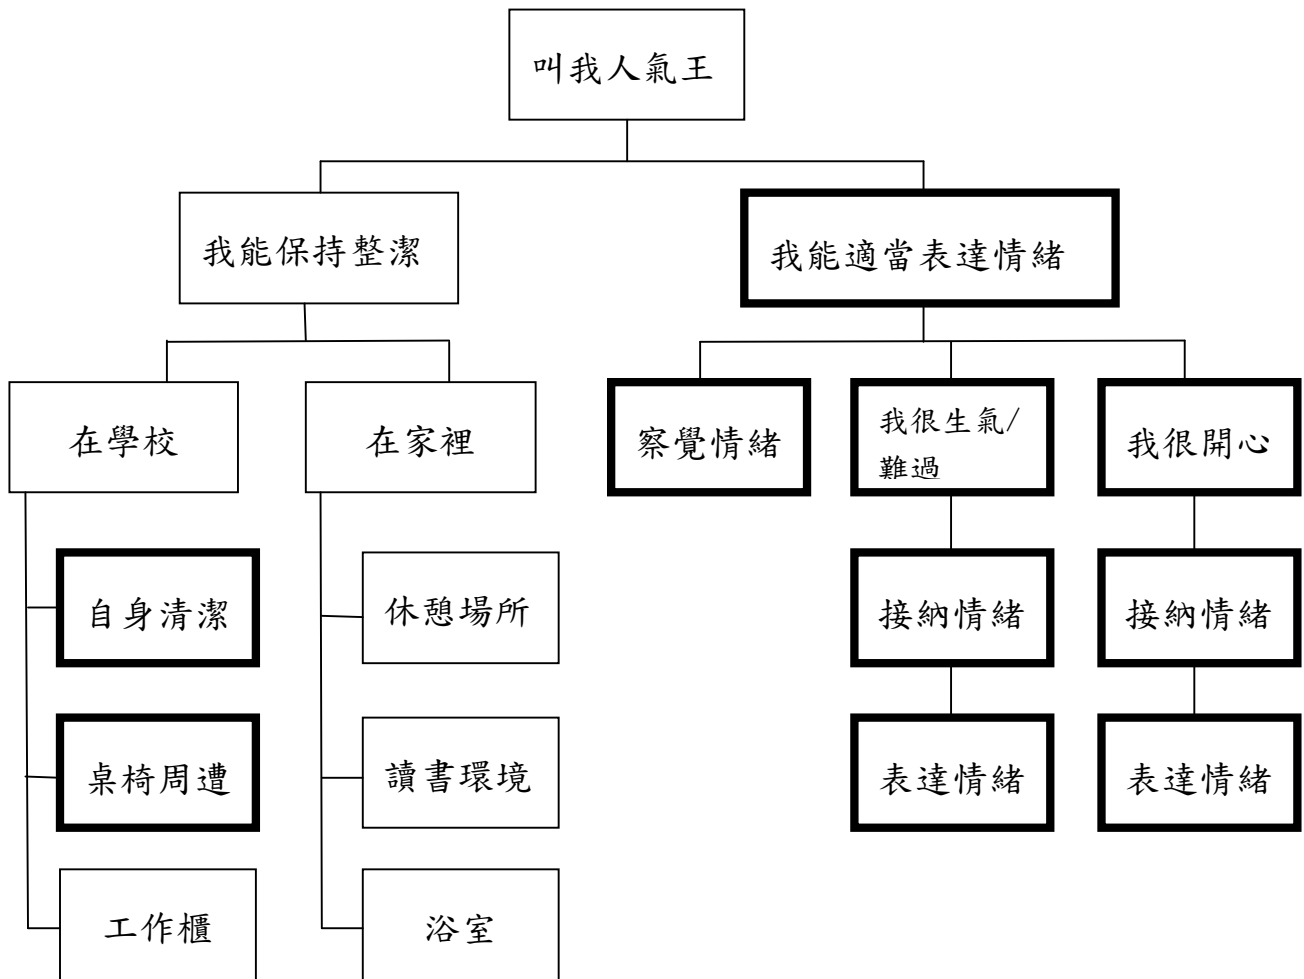 叫我人氣王
我能保持整潔
我能適當表達情緒
在學校
在家裡
察覺情緒
我很生氣/
難過
我很開心
自身清潔
休憩場所
接納情緒
接納情緒
桌椅周遭
讀書環境
表達情緒
表達情緒
工作櫃
浴室